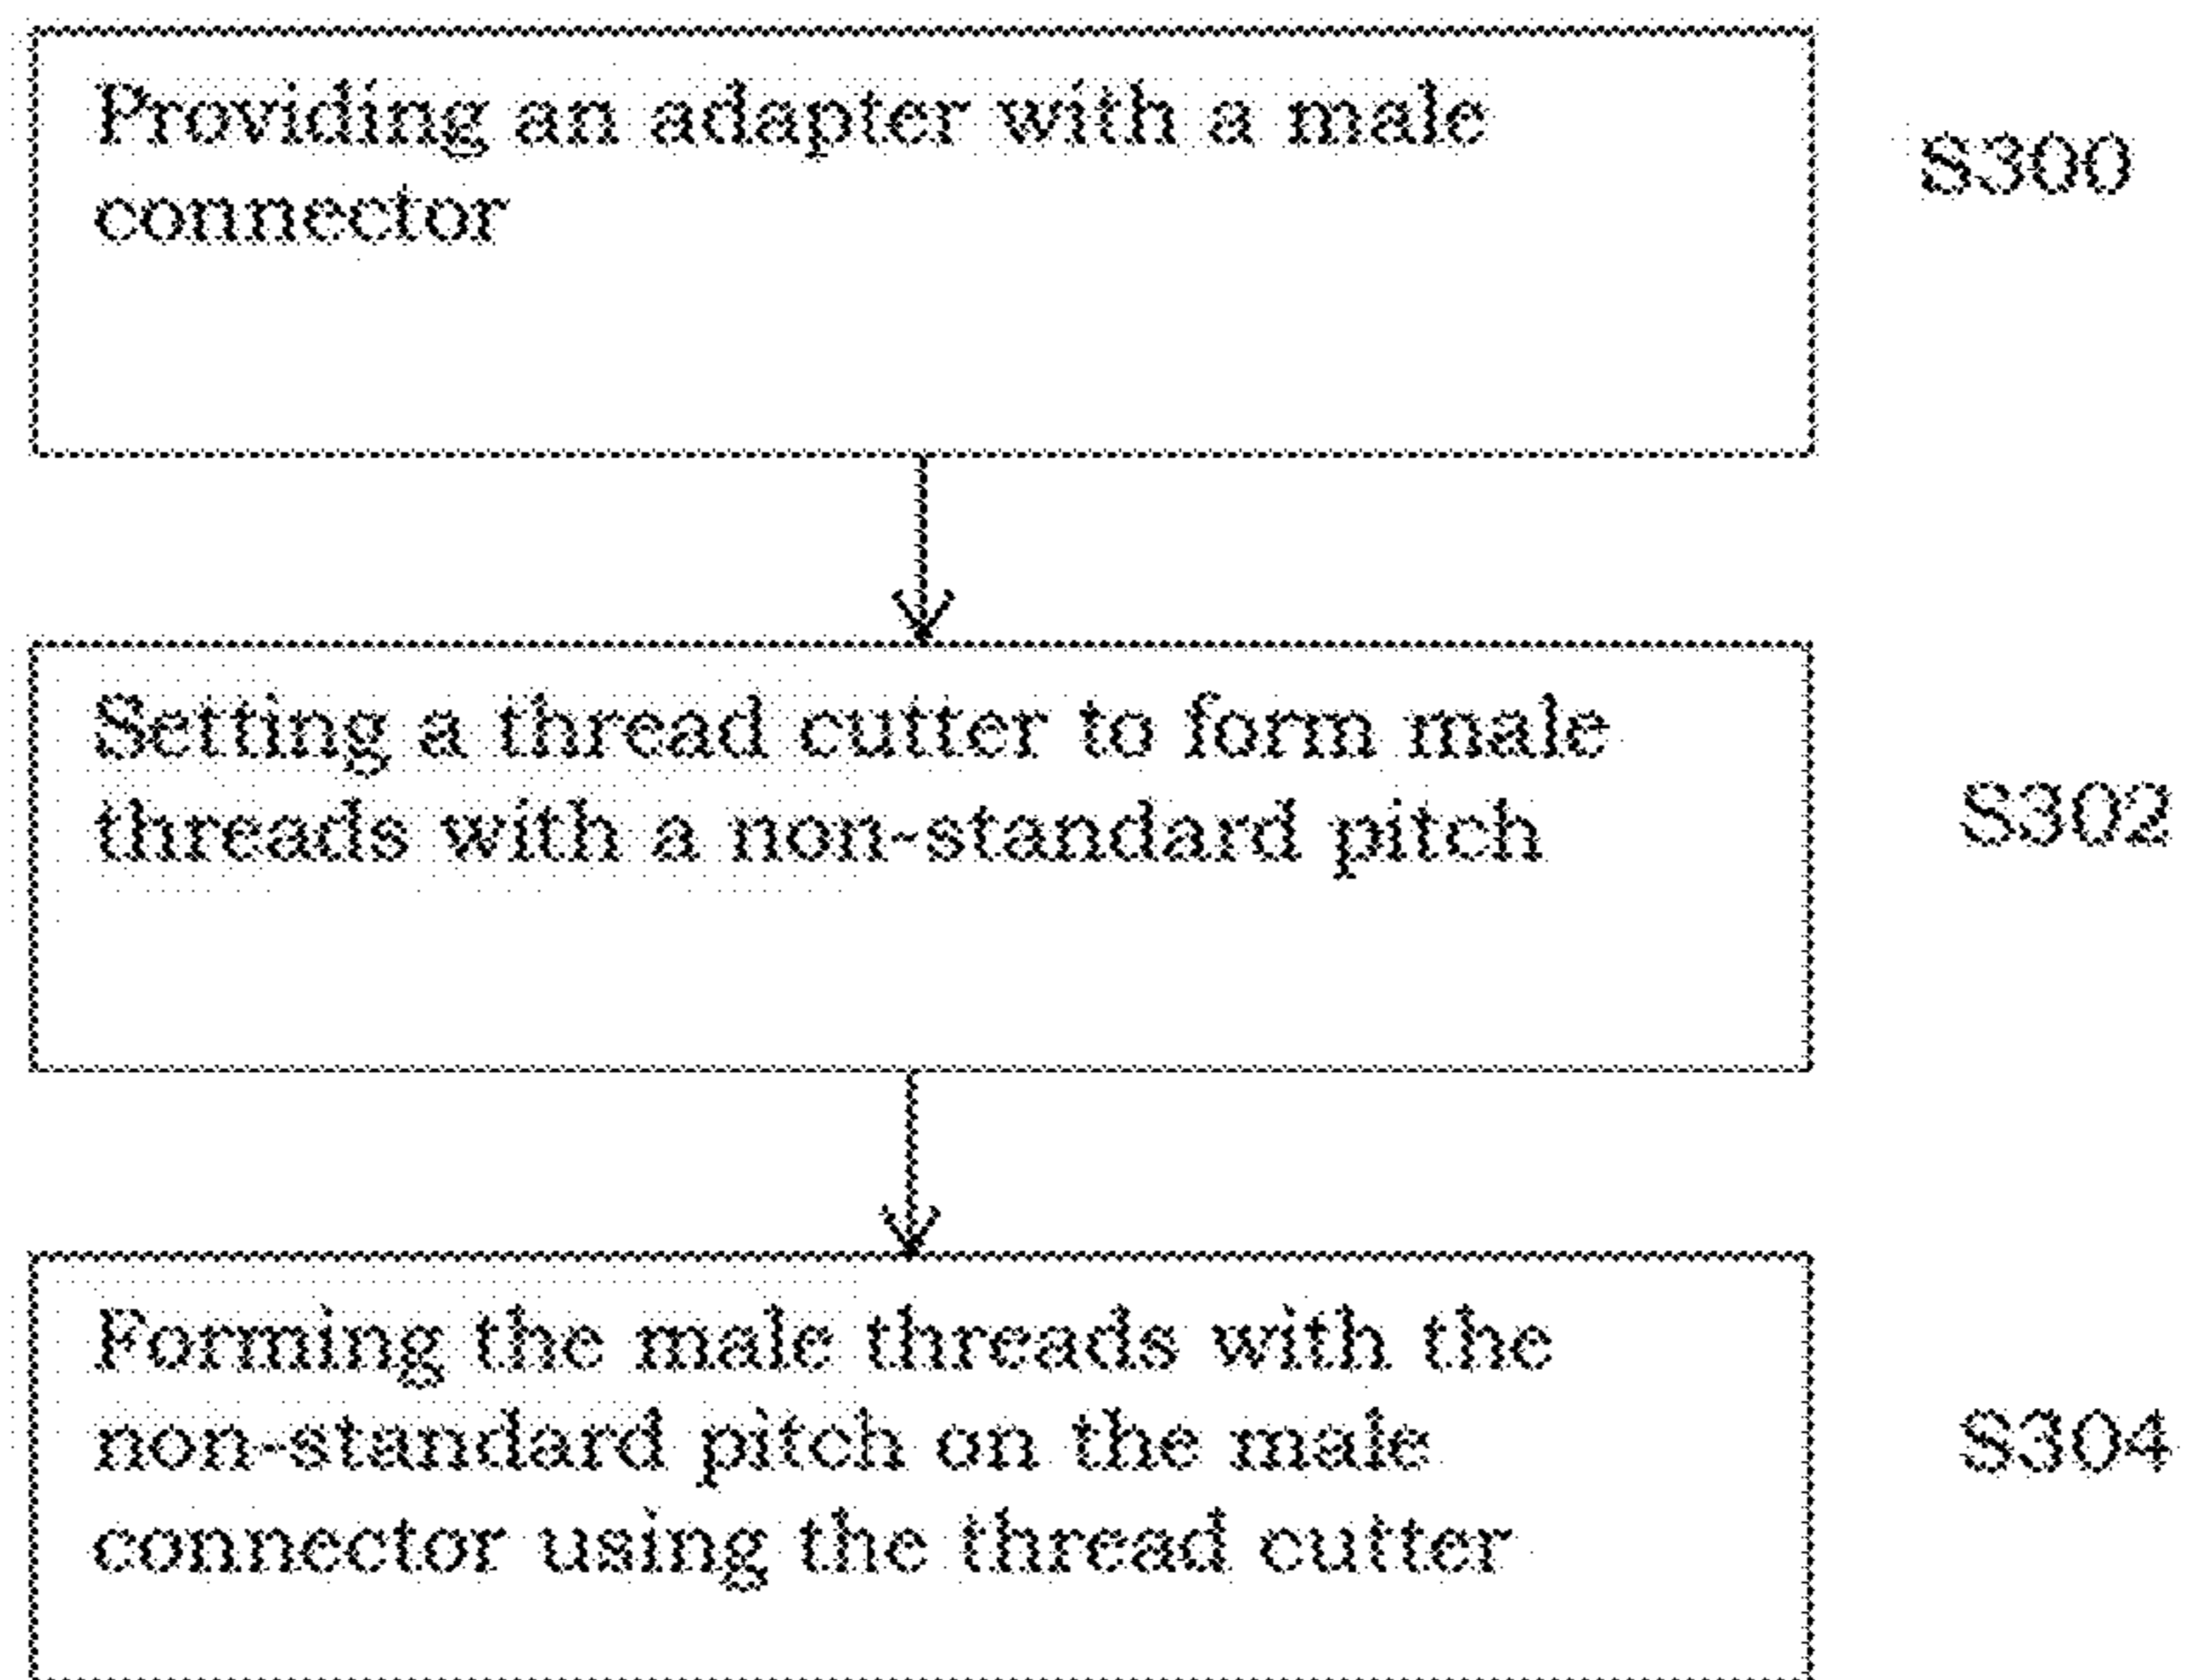 Providing an adapter with a male
connector
S300
Setting a thread cutter to form male
threads with a non-standard pitch
S302
Forming the male threads with the
non-standard pitch on the male
connector using the thread cutter
S304